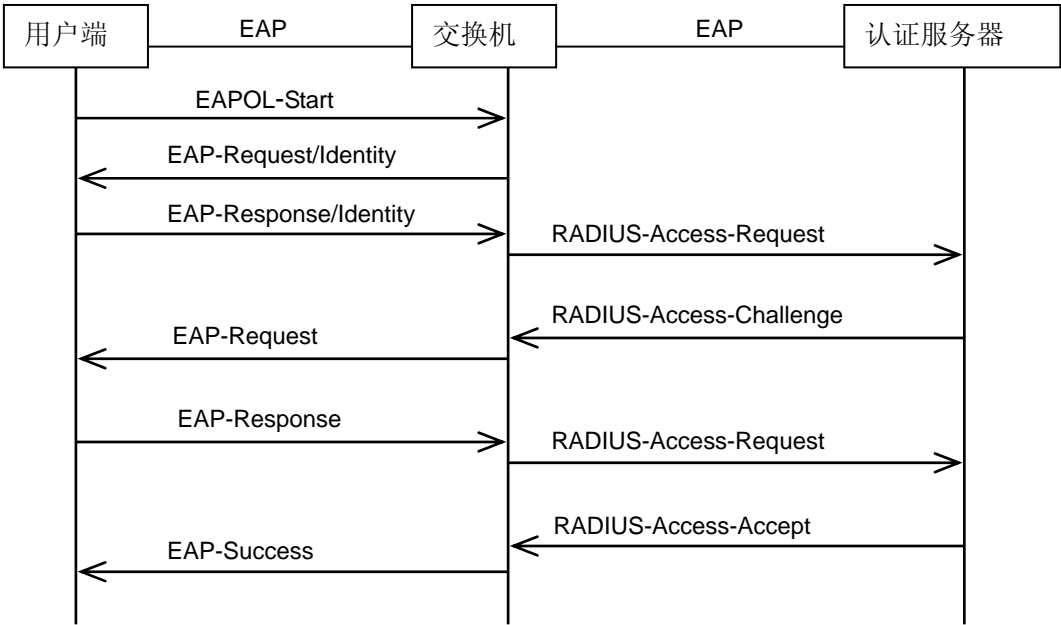 用户端
EAP
交换机
EAP
认证服务器
EAPOL-Start
EAP-Request/Identity
EAP-Response/Identity
RADIUS-Access-Request
RADIUS-Access-Challenge
EAP-Request
EAP-Response
RADIUS-Access-Request
RADIUS-Access-Accept
EAP-Success